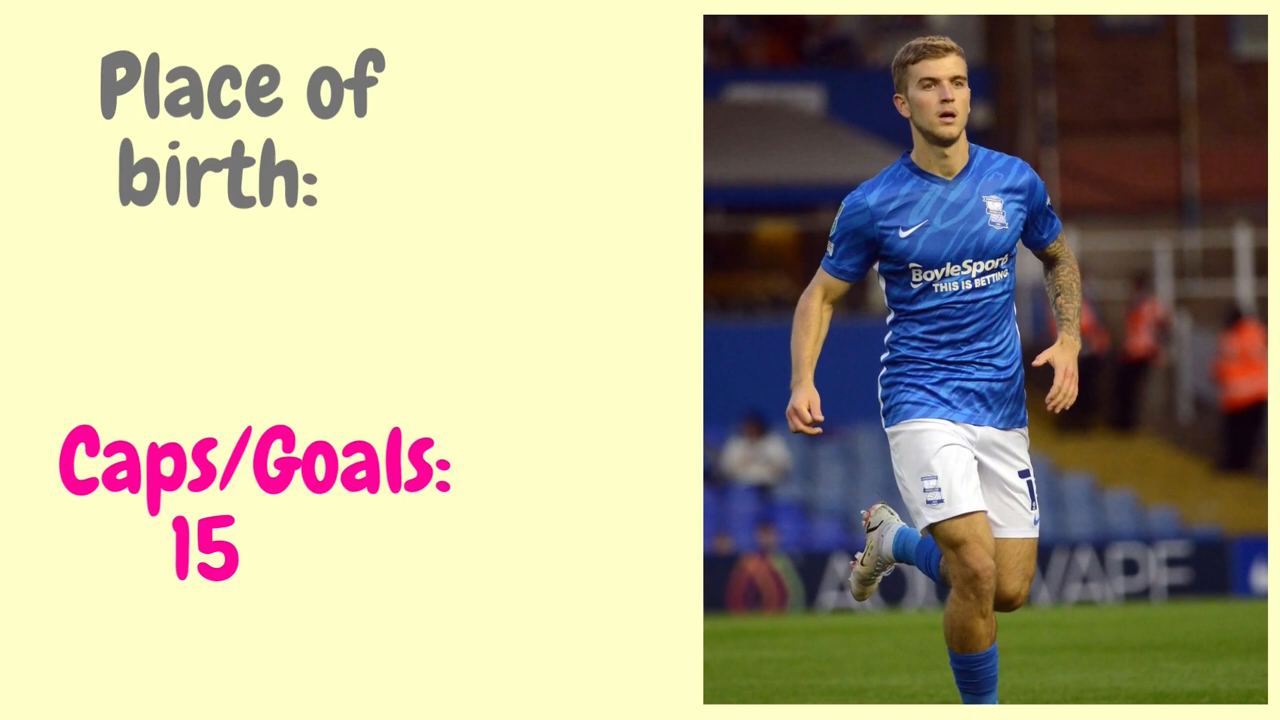 Place of
birth:
Caps/Goals:
15
BoyleSports
THIS IS BETTING